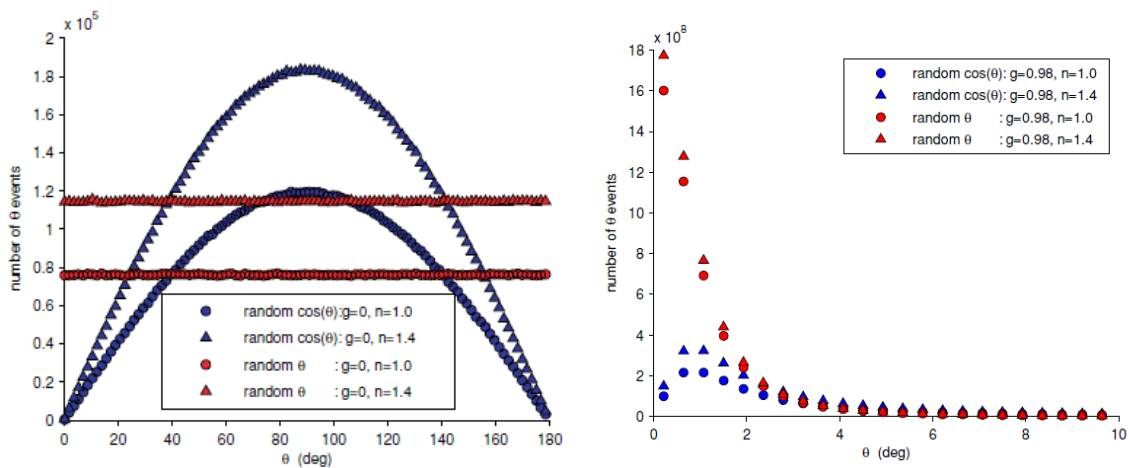 x 10⁵
2
1.8
1.6
1.4
1.2
1.0
0.8
0.6
0.4
0.2
0.0
number of θ events
0 20 40 60 80 100 120 140 160 180
θ (deg)
random cos(θ):g=0, n=1.0
random cos(θ): g=0, n=1.4
random θ : g=0, n=1.0
random θ : g=0, n=1.4
x 10⁸
18
16
14
12
10
8
6
4
2
0
number of θ events
0 2 4 6 8 10
θ (deg)
random cos(θ): g=0.98, n=1.0
random cos(θ): g=0.98, n=1.4
random θ : g=0.98, n=1.0
random θ : g=0.98, n=1.4